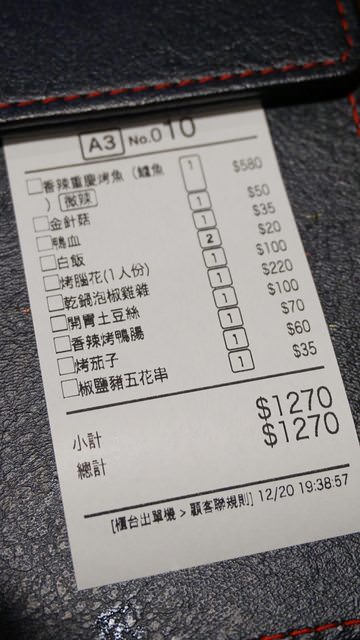 A3 No.010
香辣重慶烤魚（鱸魚 1 $580
）微辣
金針菇 1 $50
鴨血 1 $35
白飯 2 $20
烤腦花(1人份) 1 $100
乾鍋泡椒雞雜 1 $220
開胃土豆絲 1 $100
香辣烤鴨腸 1 $70
烤茄子 1 $60
椒鹽豬五花串 1 $35
小計 $1270
總計 $1270
[櫃台出單機 > 顧客聯規則] 12/20 19:38:57